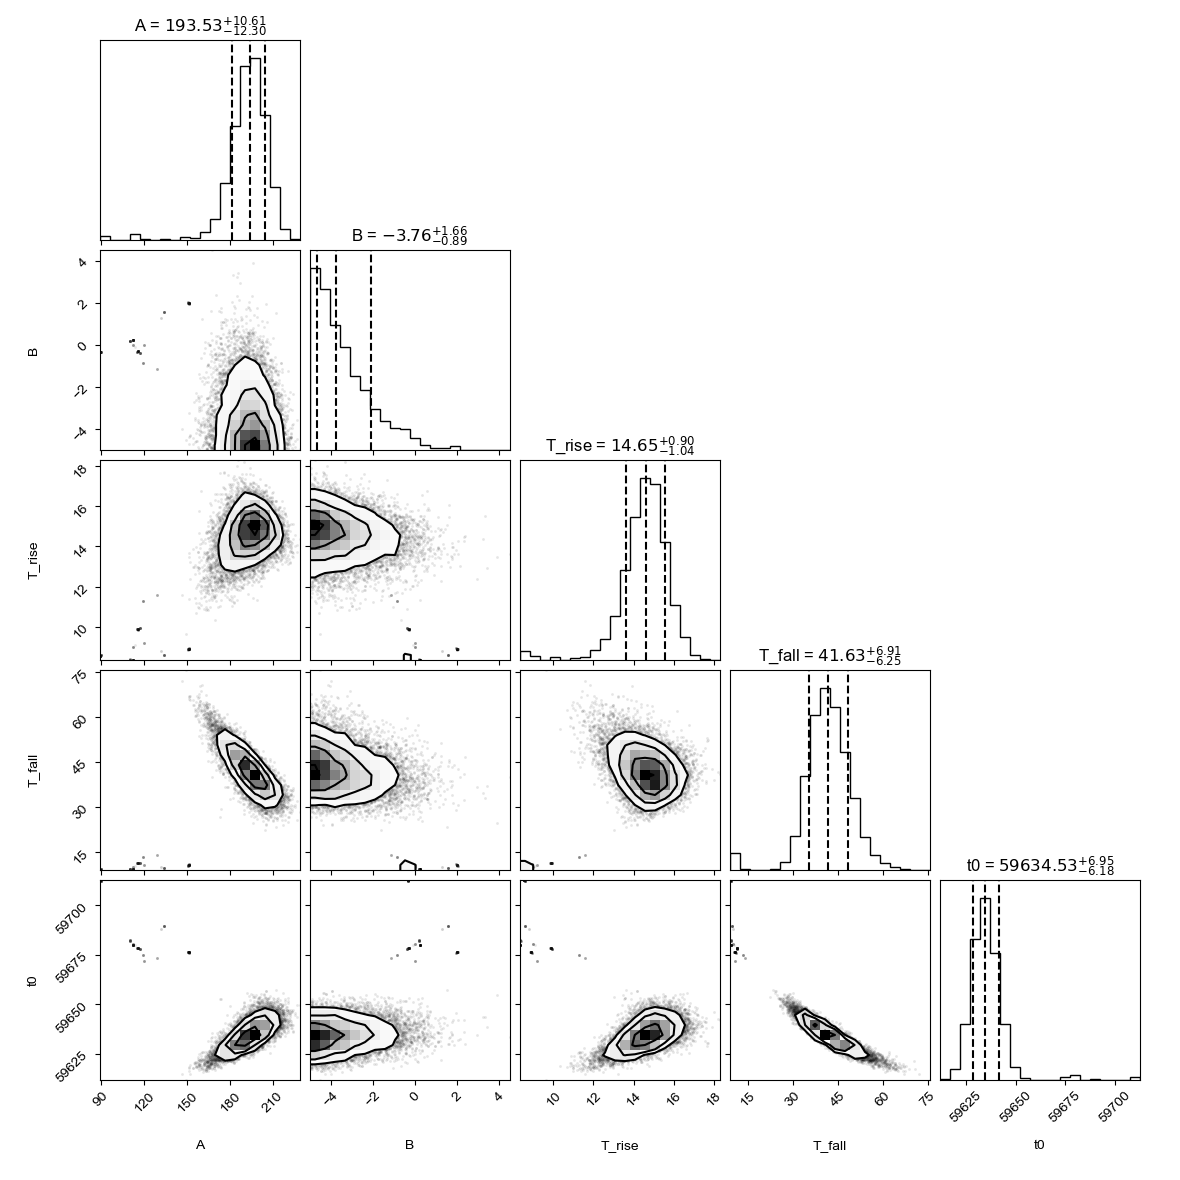 A = 193.53+10.61−12.30
4
2
0
−2
−4
B
B = −3.76+1.66−0.89
18
16
14
12
10
T_rise
T_rise = 14.65+0.90−1.04
75
60
45
30
15
T_fall
T_fall = 41.63+6.91−6.25
59700
59675
59650
59625
t0
t0 = 59634.53+6.95−6.18
90 120 150 180 210 −4 −2 0 2 4 10 12 14 16 18 15 30 45 60 75 59625 59650 59675 59700
A B T_rise T_fall t0